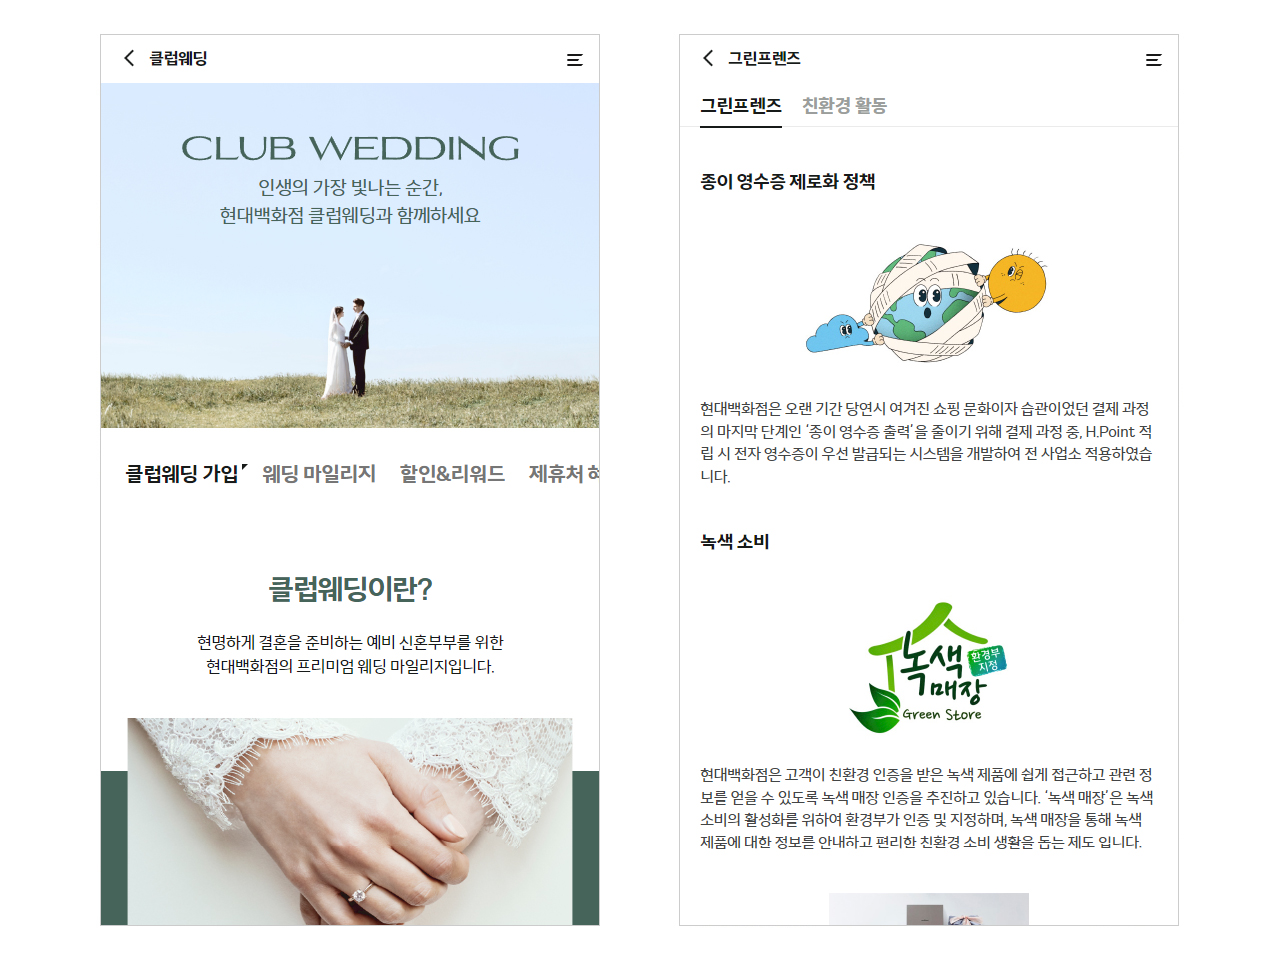 클럽웨딩
CLUB WEDDING
인생의 가장 빛나는 순간,
현대백화점 클럽웨딩과 함께하세요
클럽웨딩 가입 웨딩 마일리지 할인&리워드 제휴처 혜
클럽웨딩이란?
현명하게 결혼을 준비하는 예비 신혼부부를 위한
현대백화점의 프리미엄 웨딩 마일리지입니다.
그린프렌즈
그린프렌즈 친환경 활동
종이 영수증 제로화 정책
현대백화점은 오랜 기간 당연시 여겨진 쇼핑 문화이자 습관이었던 결제 과정
의 마지막 단계인 ‘종이 영수증 출력’을 줄이기 위해 결제 과정 중, H.Point 적
립 시 전자 영수증이 우선 발급되는 시스템을 개발하여 전 사업소 적용하였습
니다.
녹색 소비
녹색
환경부
지정
매장
Green Store
현대백화점은 고객이 친환경 인증을 받은 녹색 제품에 쉽게 접근하고 관련 정
보를 얻을 수 있도록 녹색 매장 인증을 추진하고 있습니다. ‘녹색 매장’은 녹색
소비의 활성화를 위하여 환경부가 인증 및 지정하며, 녹색 매장을 통해 녹색
제품에 대한 정보를 안내하고 편리한 친환경 소비 생활을 돕는 제도 입니다.